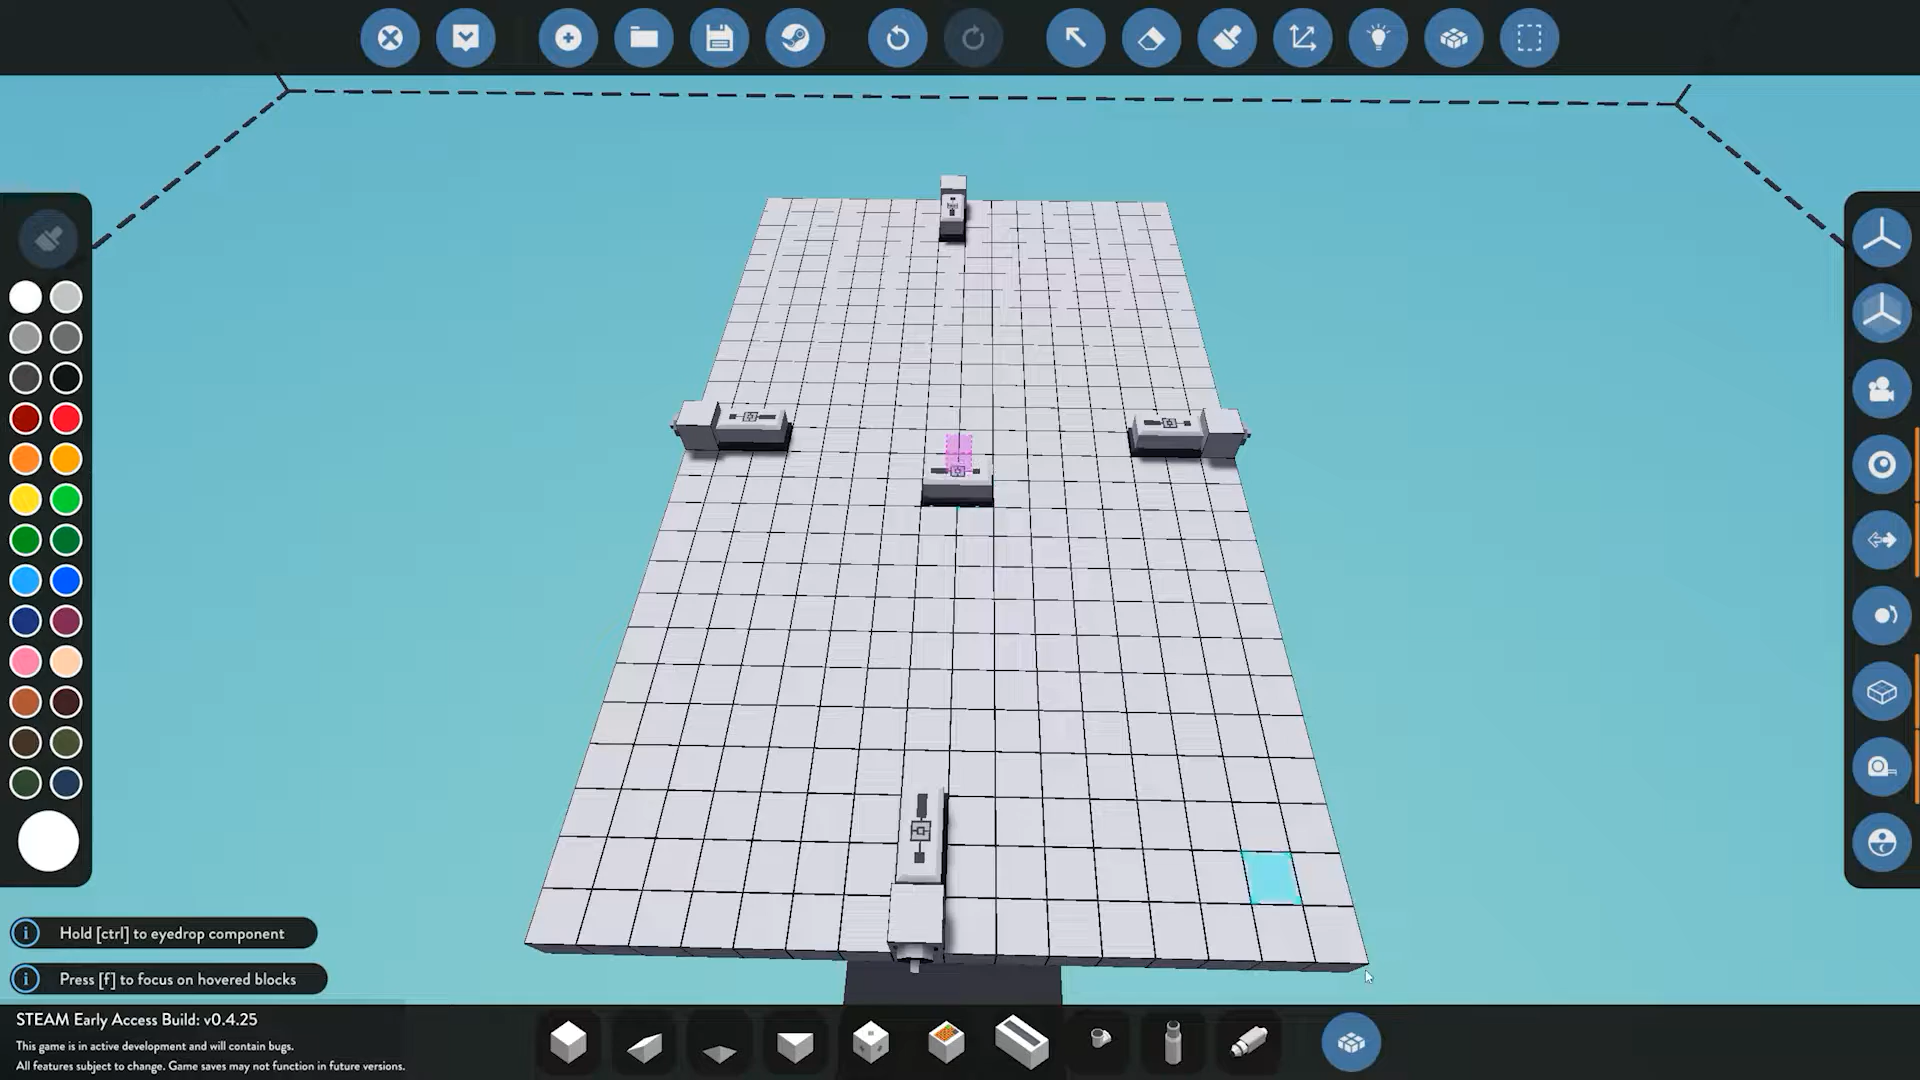 Hold [ctrl] to eyedrop component
Press [f] to focus on hovered blocks
STEAM Early Access Build: v0.4.25
This game is in active development and will contain bugs.
All features subject to change. Game saves may not function in future versions.